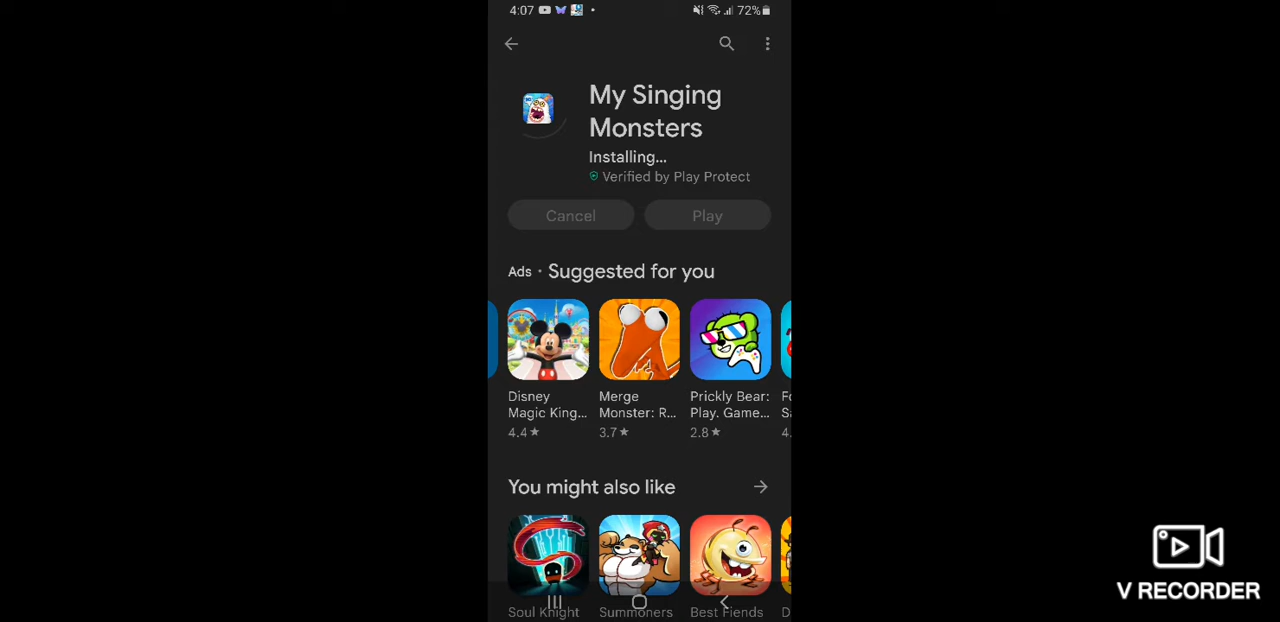 4:07
72%
My Singing
Monsters
Installing...
Verified by Play Protect
Cancel
Play
Ads • Suggested for you
Disney
Magic King...
4.4★
Merge
Monster: R...
3.7★
Prickly Bear:
Play. Game...
2.8★
You might also like
Soul Knight
Summoners
Best Fiends
V RECORDER